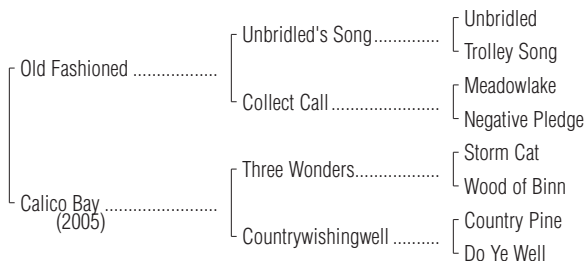 Unbridled
Unbridled's Song
Trolley Song
Old Fashioned
Meadowlake
Collect Call
Negative Pledge
Storm Cat
Three Wonders
Wood of Binn
Calico Bay
(2005)
Country Pine
Countrywishingwell
Do Ye Well